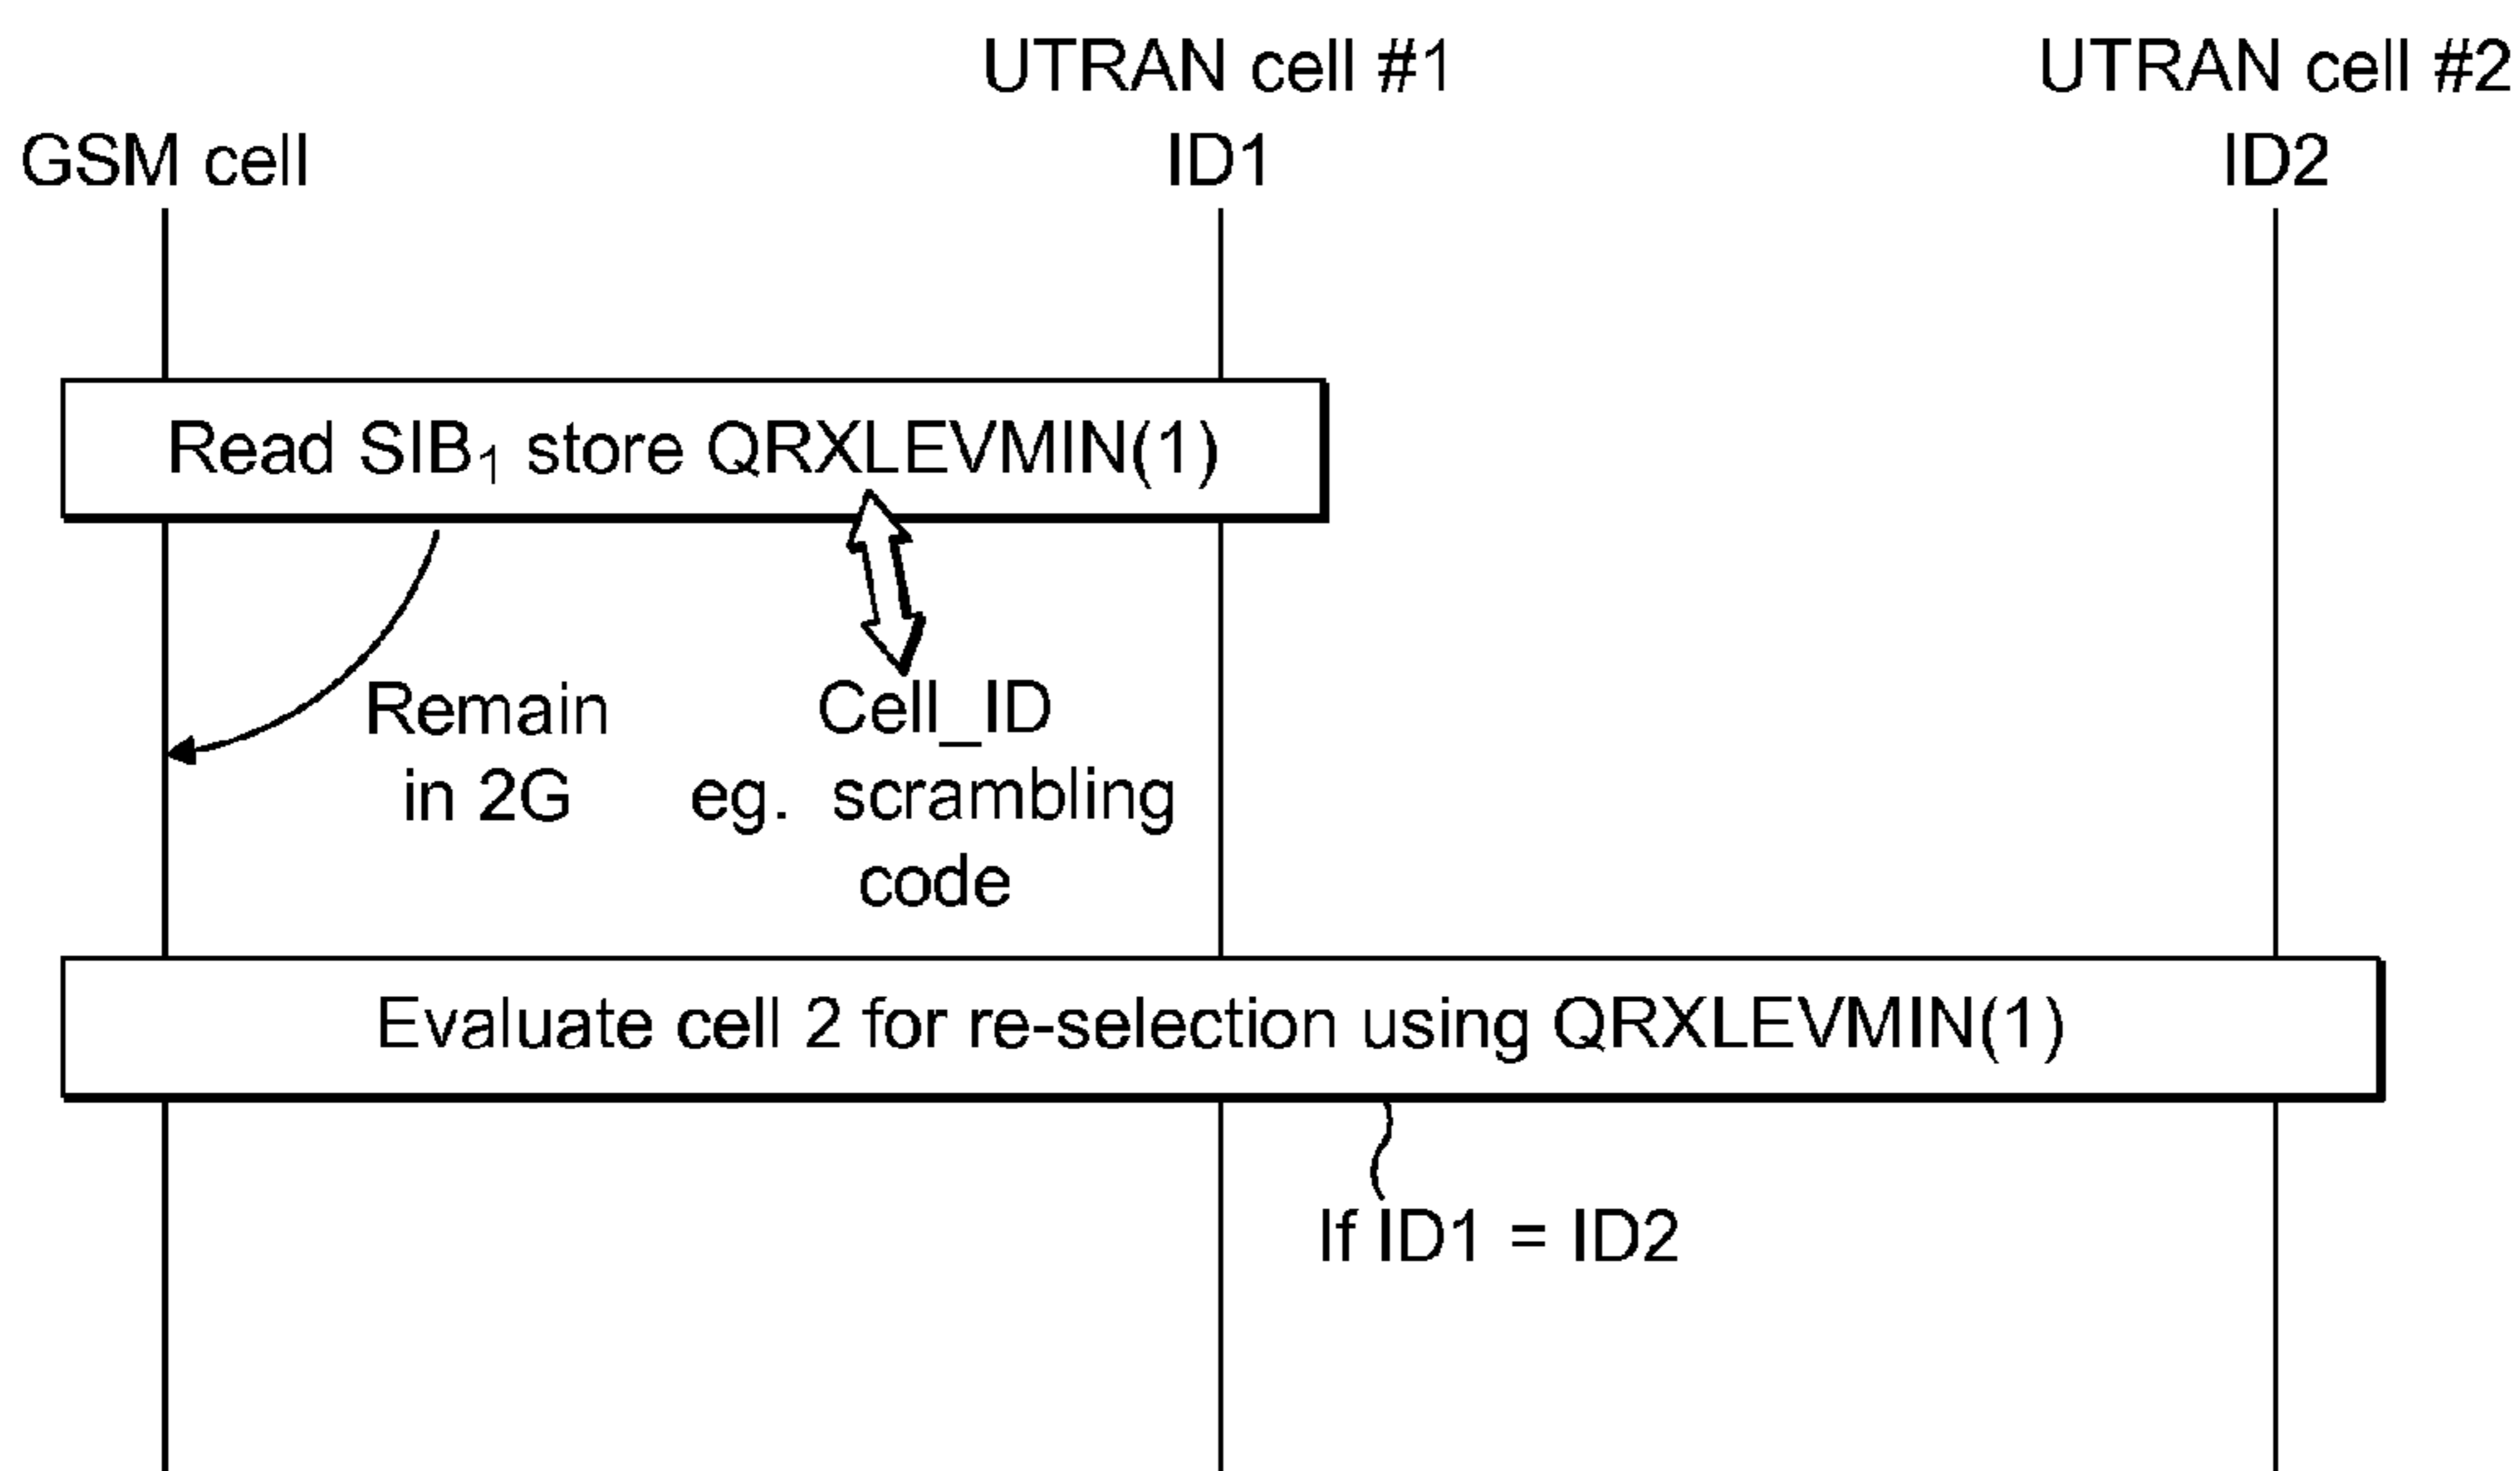 UTRAN cell #1
UTRAN cell #2
GSM cell
ID1
ID2
Read SIB₁ store QRXLEVMIN(1)
Remain
in 2G
Cell_ID
eg. scrambling
code
Evaluate cell 2 for re-selection using QRXLEVMIN(1)
If ID1 = ID2